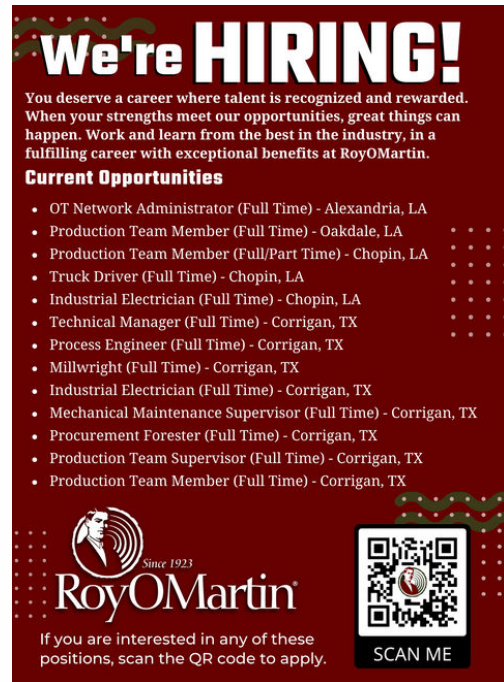 We're HIRING!
You deserve a career where talent is recognized and rewarded.
When your strengths meet our opportunities, great things can
happen. Work and learn from the best in the industry, in a
fulfilling career with exceptional benefits at RoyOMartin.
Current Opportunities
• OT Network Administrator (Full Time) - Alexandria, LA
• Production Team Member (Full Time) - Oakdale, LA
• Production Team Member (Full/Part Time) - Chopin, LA
• Truck Driver (Full Time) - Chopin, LA
• Industrial Electrician (Full Time) - Chopin, LA
• Technical Manager (Full Time) - Corrigan, TX
• Process Engineer (Full Time) - Corrigan, TX
• Millwright (Full Time) - Corrigan, TX
• Industrial Electrician (Full Time) - Corrigan, TX
• Mechanical Maintenance Supervisor (Full Time) - Corrigan, TX
• Procurement Forester (Full Time) - Corrigan, TX
• Production Team Supervisor (Full Time) - Corrigan, TX
• Production Team Member (Full Time) - Corrigan, TX
Since 1923
RoyOMartin®
If you are interested in any of these
positions, scan the QR code to apply.
SCAN ME